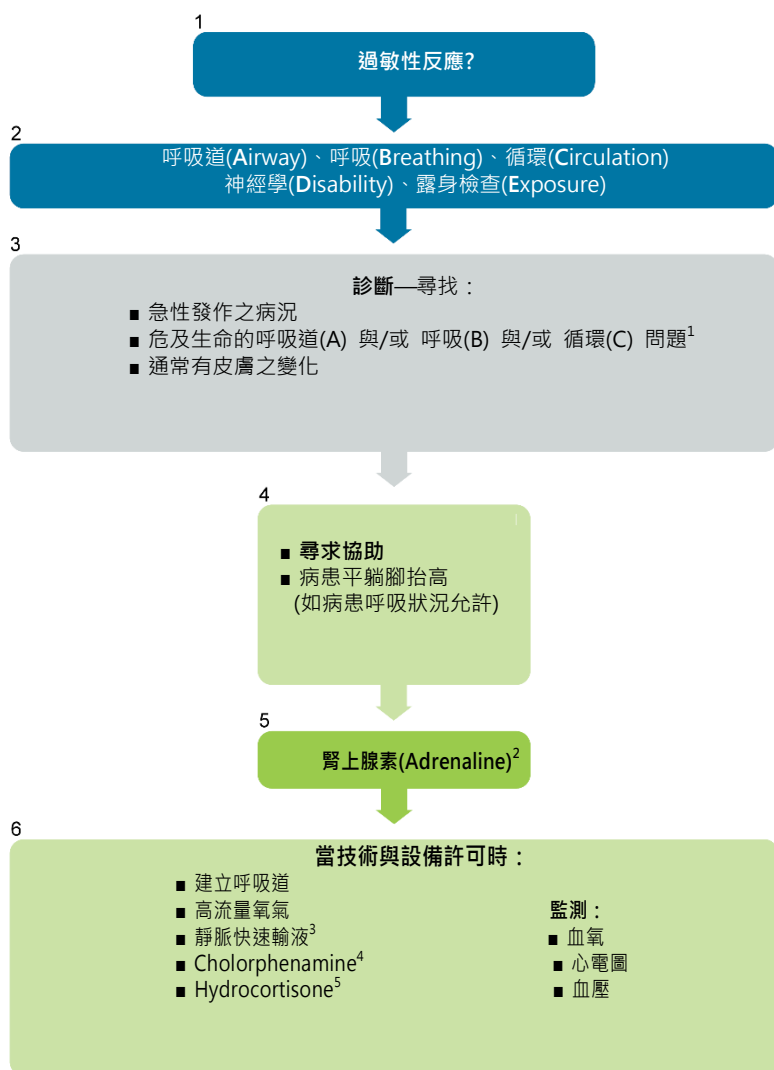 1
過敏性反應?
2
呼吸道(Airway)、呼吸(Breathing)、循環(Circulation)
神經學(Disability)、露身檢查(Exposure)
3
診斷—尋找：
■ 急性發作之病況
■ 危及生命的呼吸道(A) 與/或 呼吸(B) 與/或 循環(C) 問題¹
■ 通常有皮膚之變化
4
■ 尋求協助
■ 病患平躺腳抬高
(如病患呼吸狀況允許)
5
腎上腺素(Adrenaline)²
6
當技術與設備許可時：
■ 建立呼吸道
■ 高流量氧氣
■ 靜脈快速輸液³
■ Cholorphenamine⁴
■ Hydrocortisone⁵
監測：
■ 血氧
■ 心電圖
■ 血壓